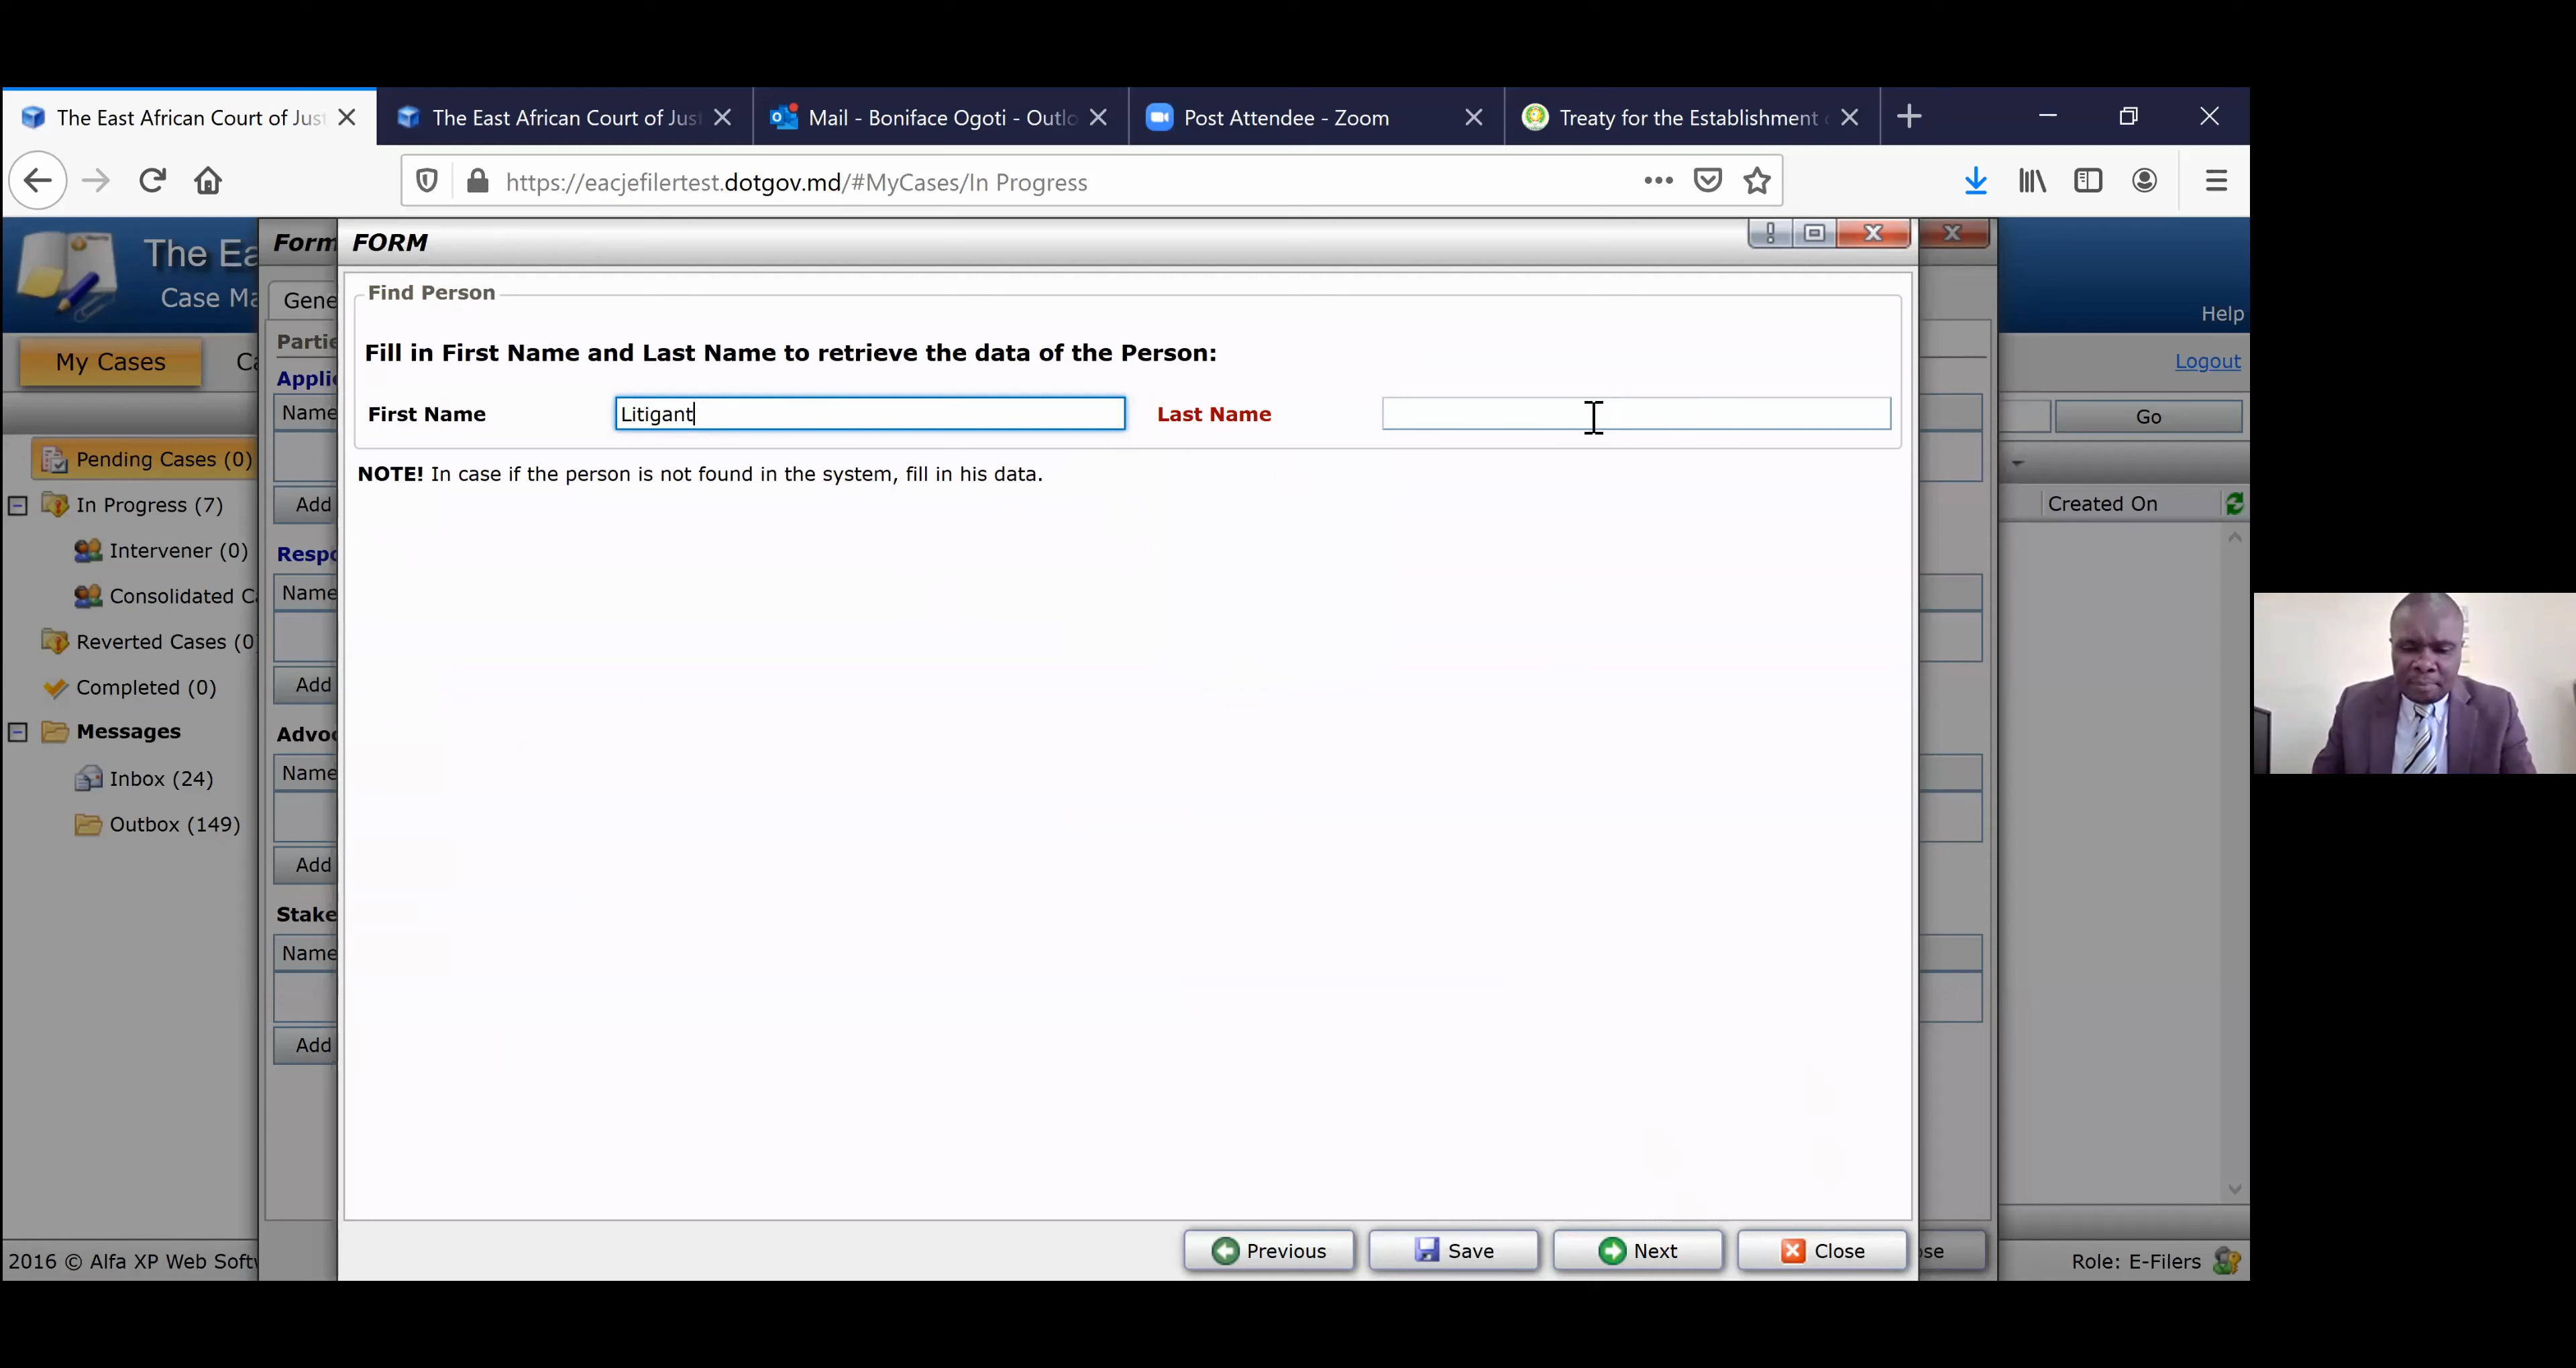 The East African Court of Just
The East African Court of Jus
Mail - Boniface Ogoti - Outlo
Post Attendee - Zoom
Treaty for the Establishment
https://eacjefilertest.dotgov.md/#MyCases/In Progress
The Ea
Case Ma
Help
Form
FORM
My Cases
Ca
Gene
Logout
Find Person
Partie
Fill in First Name and Last Name to retrieve the data of the Person:
Appli
Name
First Name
Litigant
Last Name
Go
Pending Cases (0)
NOTE! In case if the person is not found in the system, fill in his data.
In Progress (7)
Add
Created On
Intervener (0)
Respo
Consolidated Ca
Name
Reverted Cases (0)
Completed (0)
Add
Messages
Advoc
Inbox (24)
Name
Outbox (149)
Add
Stake
Name
Add
Previous
Save
Next
Close
ose
2016 © Alfa XP Web Softw
Role: E-Filers